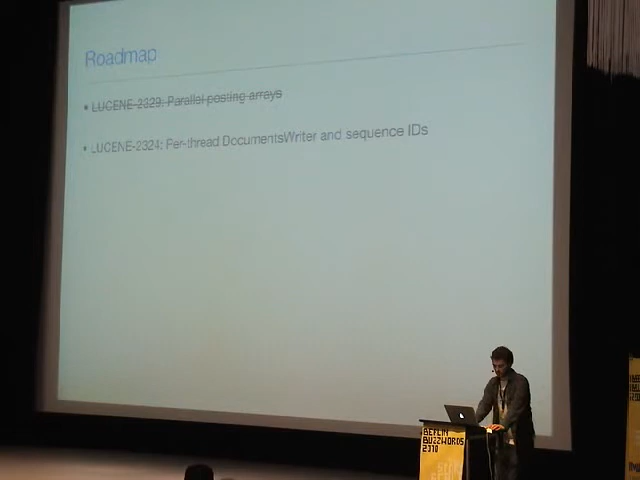 Roadmap
• LUCENE-2329: Parallel posting arrays
• LUCENE-2324: Per-thread DocumentsWriter and sequence IDs
BERLIN
BUZZWORDS
2010